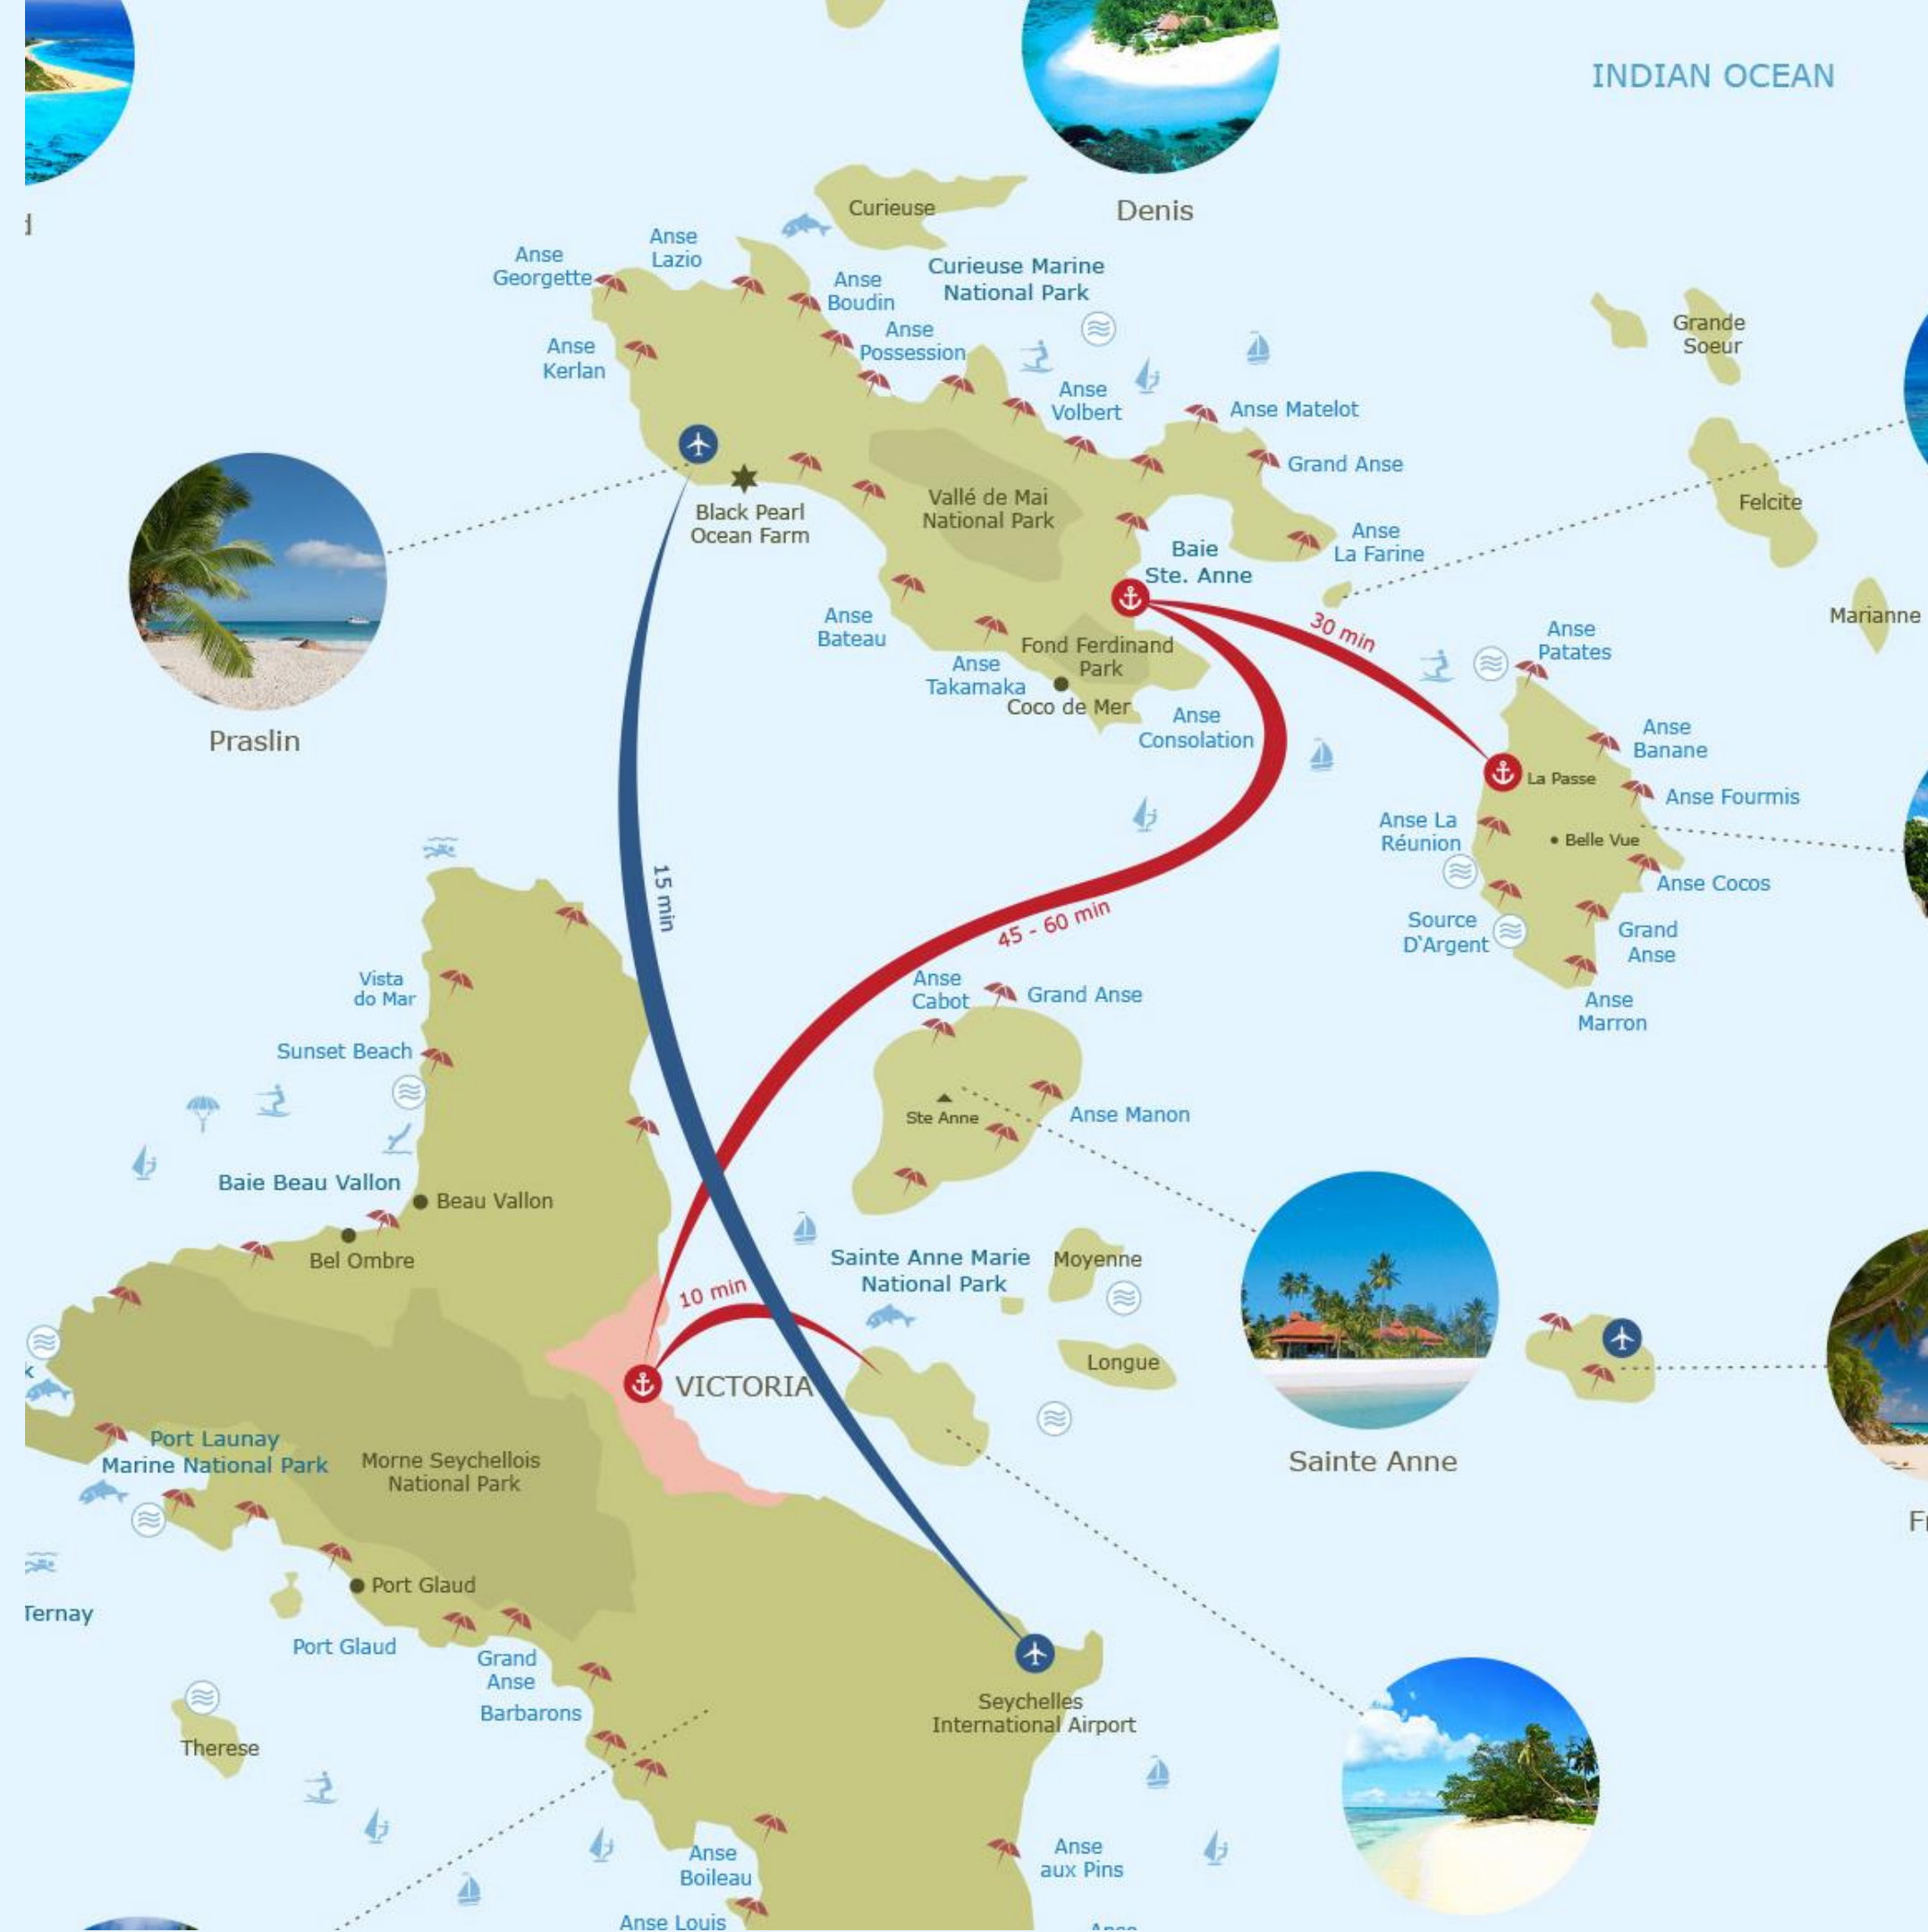 INDIAN OCEAN
Denis
Curieuse
Anse
Lazio
Anse
Georgette
Curieuse Marine
National Park
Anse
Boudin
Anse
Possession
Anse
Kerlan
Grande
Soeur
Anse
Volbert
Anse Matelot
Grand Anse
Vallé de Mai
National Park
Black Pearl
Ocean Farm
Felcite
Anse
La Farine
Baie
Ste. Anne
Marianne
30 min
Anse
Bateau
Fond Ferdinand
Park
Anse
Takamaka
Coco de Mer
Anse
Consolation
Anse
Patates
Praslin
Anse
Banane
La Passe
Anse Fourmis
Anse La
Réunion
Belle Vue
Anse Cocos
Source
D'Argent
Grand
Anse
Anse
Marron
15 min
45 - 60 min
Vista
do Mar
Anse
Cabot
Grand Anse
Sunset Beach
Ste Anne
Anse Manon
Baie Beau Vallon
Beau Vallon
Bel Ombre
Sainte Anne Marie
National Park
Moyenne
10 min
Longue
VICTORIA
Sainte Anne
Port Launay
Marine National Park
Morne Seychellois
National Park
Port Glaud
Ternay
Port Glaud
Grand
Anse
Barbarons
Seychelles
International Airport
Therese
Anse
Boileau
Anse
aux Pins
Anse Louis